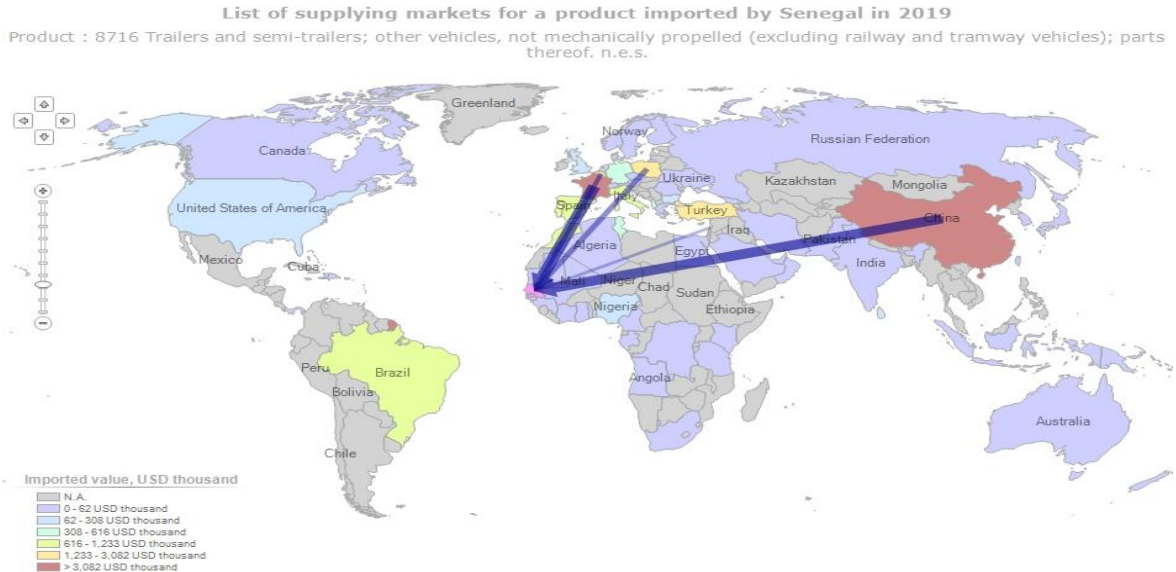 List of supplying markets for a product imported by Senegal in 2019
Product : 8716 Trailers and semi-trailers; other vehicles, not mechanically propelled (excluding railway and tramway vehicles); parts
thereof. n.e.s.
Greenland
Norway
Russian Federation
Canada
Ukraine
Kazakhstan
Mongolia
United States of America
Spain
Italy
Turkey
China
Iraq
Algeria
Egypt
Pakistan
Mexico
Cuba
India
Mali
Niger
Chad
Sudan
Nigeria
Ethiopia
Peru
Brazil
Angola
Bolivia
Australia
Chile
Imported value, USD thousand
N.A.
0 - 62 USD thousand
62 - 308 USD thousand
308 - 616 USD thousand
616 - 1,233 USD thousand
1,233 - 3,082 USD thousand
> 3,082 USD thousand